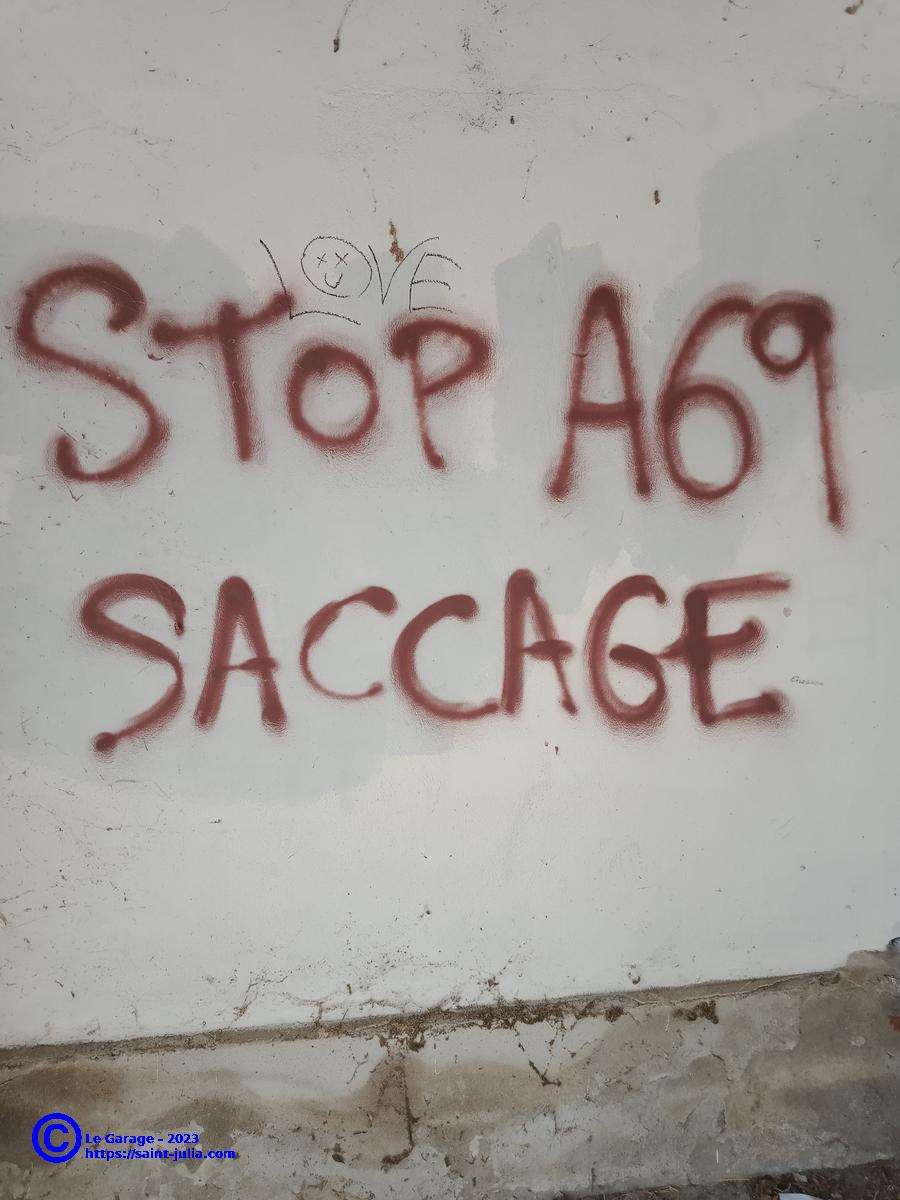 LOVE
STOP A69
SACCAGE
© Le Garage - 2023
https://saint-julia.com